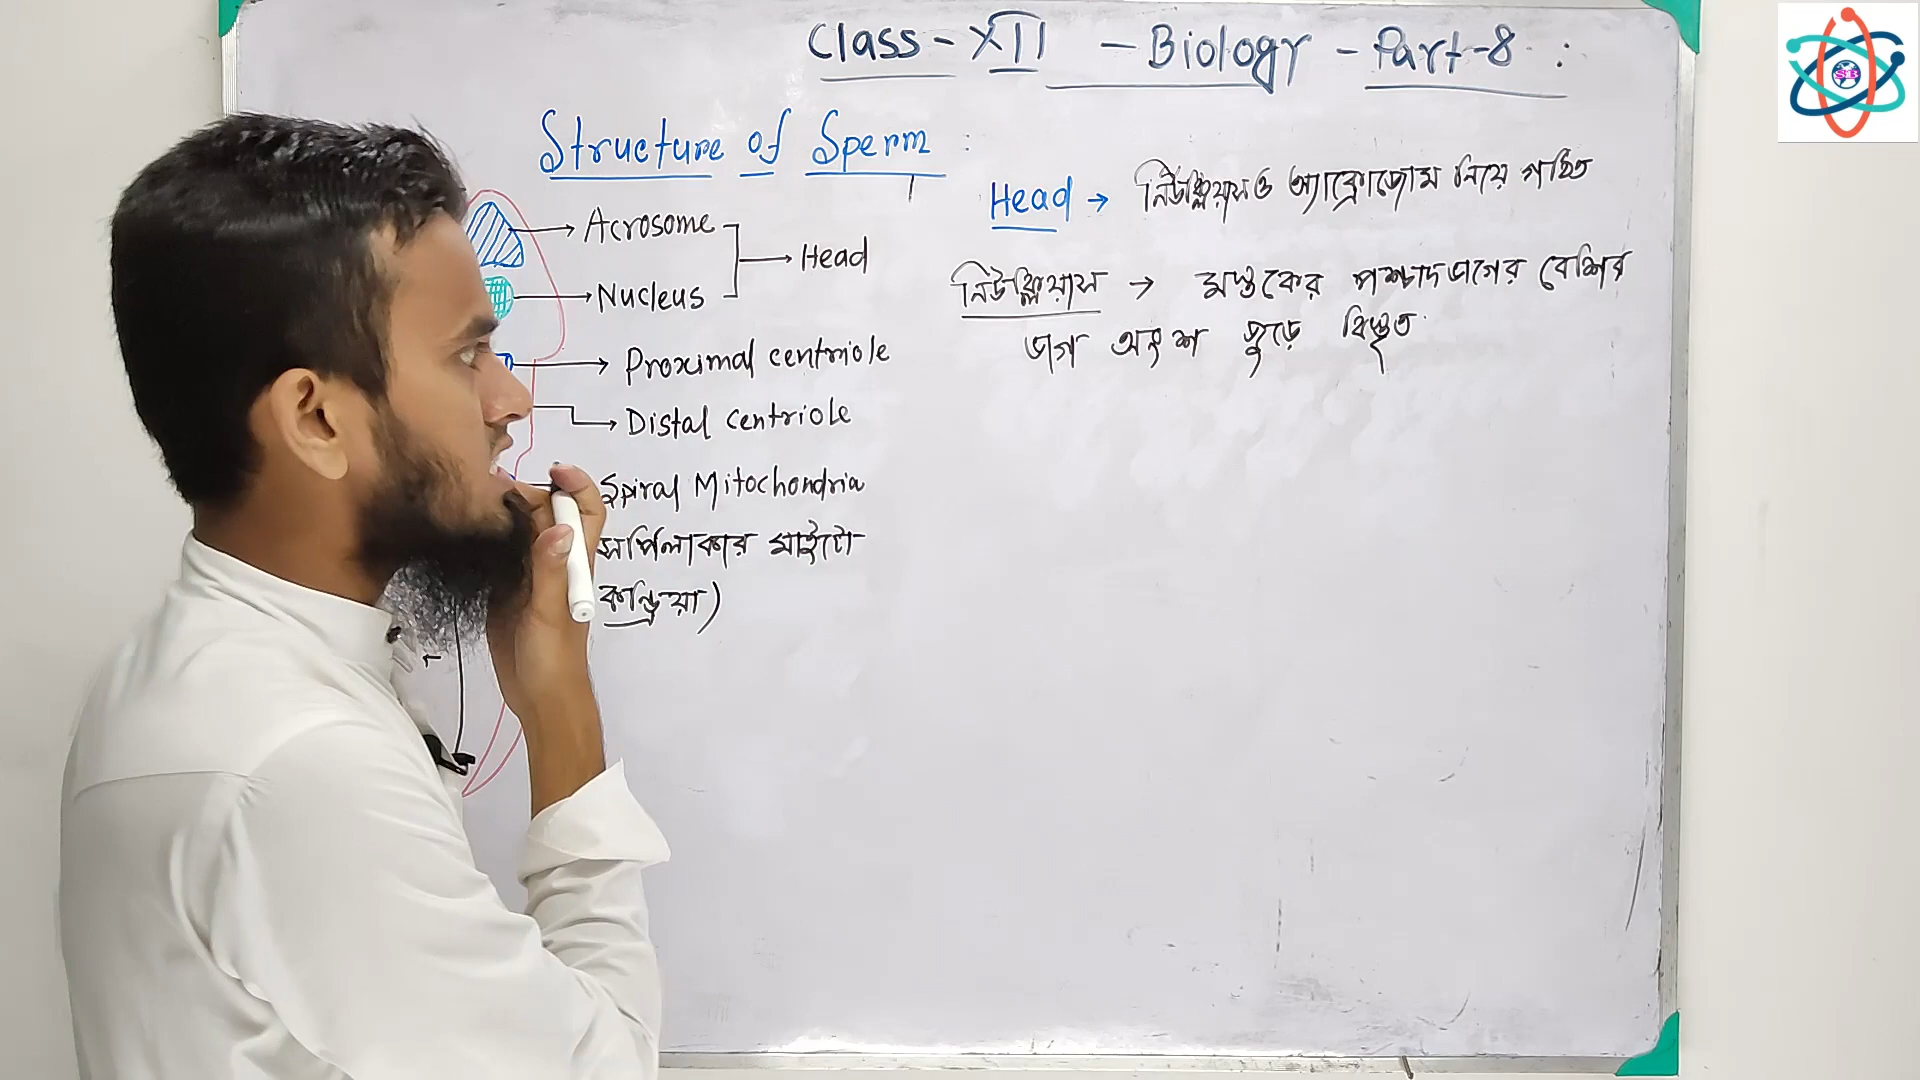 Class - XII - Biology - Part-8 :
Structure of Sperm :
Acrosome
Head
Nucleus
Proximal centriole
Distal centriole
Spiral Mitochondria
সর্পিলাকার মাইটো-
কন্ড্রিয়া)
Head → নিউক্লিয়াস ও অ্যাক্রোজোম নিয়ে গঠিত
নিউক্লিয়াস → মস্তকের পশ্চাদভাগের বেশির
ভাগ অংশ জুড়ে বিস্তৃত
SB